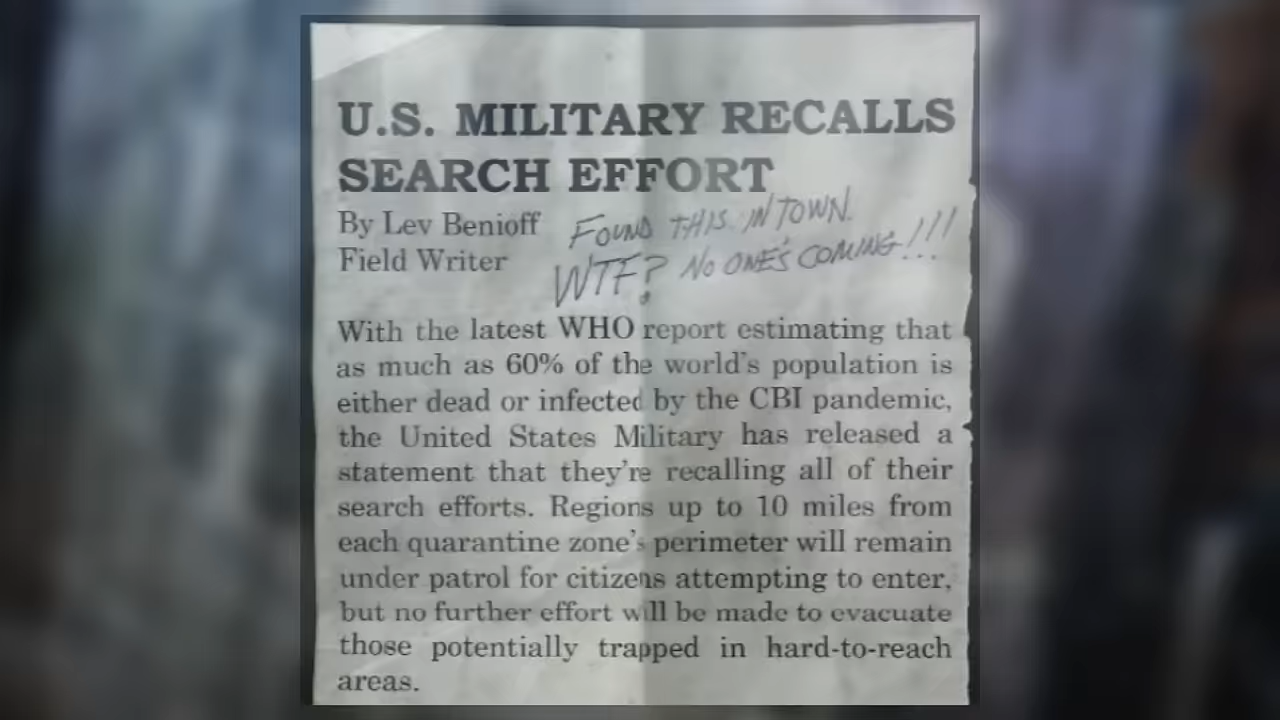 U.S. MILITARY RECALLS
SEARCH EFFORT
By Lev Benioff
Field Writer
FOUND THIS IN TOWN.
WTF? NO ONE'S COMING!!!
With the latest WHO report estimating that
as much as 60% of the world's population is
either dead or infected by the CBI pandemic,
the United States Military has released a
statement that they're recalling all of their
search efforts. Regions up to 10 miles from
each quarantine zone's perimeter will remain
under patrol for citizens attempting to enter,
but no further effort will be made to evacuate
those potentially trapped in hard-to-reach
areas.